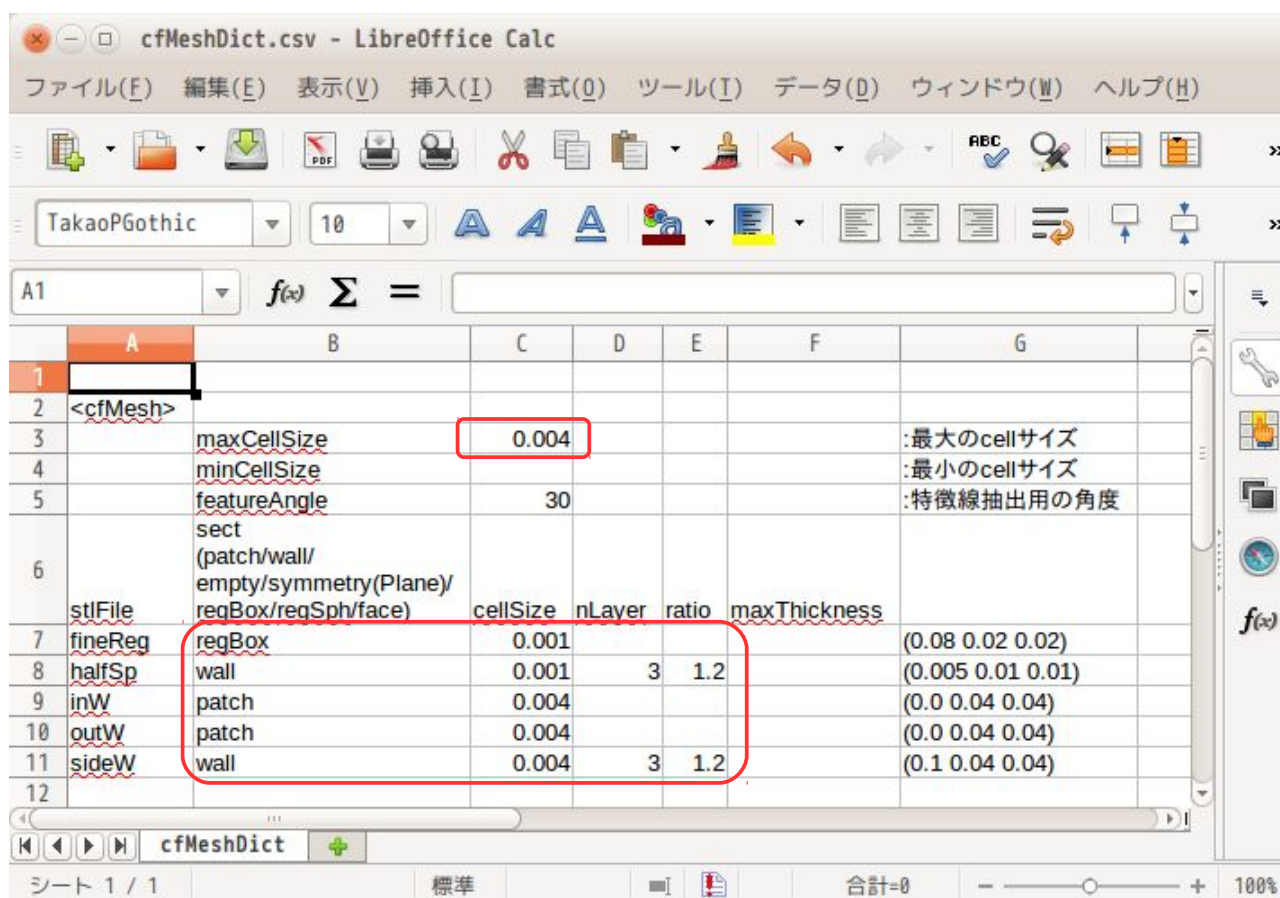 cfMeshDict.csv - LibreOffice Calc
ファイル(F) 編集(E) 表示(V) 挿入(I) 書式(O) ツール(T) データ(D) ウィンドウ(W) ヘルプ(H)
PDF ABC »
TakaoPGothic 10 a »
A1 f(x) Σ =
A B C D E F G
1
2 <cfMesh>
3 maxCellSize 0.004 :最大のcellサイズ
4 minCellSize :最小のcellサイズ
5 featureAngle 30 :特徴線抽出用の角度
sect
(patch/wall/
6 empty/symmetry(Plane)/
stlFile regBox/regSph/face) cellSize nLayer ratio maxThickness
7 fineReg regBox 0.001 (0.08 0.02 0.02)
8 halfSp wall 0.001 3 1.2 (0.005 0.01 0.01)
9 inW patch 0.004 (0.0 0.04 0.04)
10 outW patch 0.004 (0.0 0.04 0.04)
11 sideW wall 0.004 3 1.2 (0.1 0.04 0.04)
12
f(x)
cfMeshDict
シート 1 / 1 標準 合計=0 − + 100%